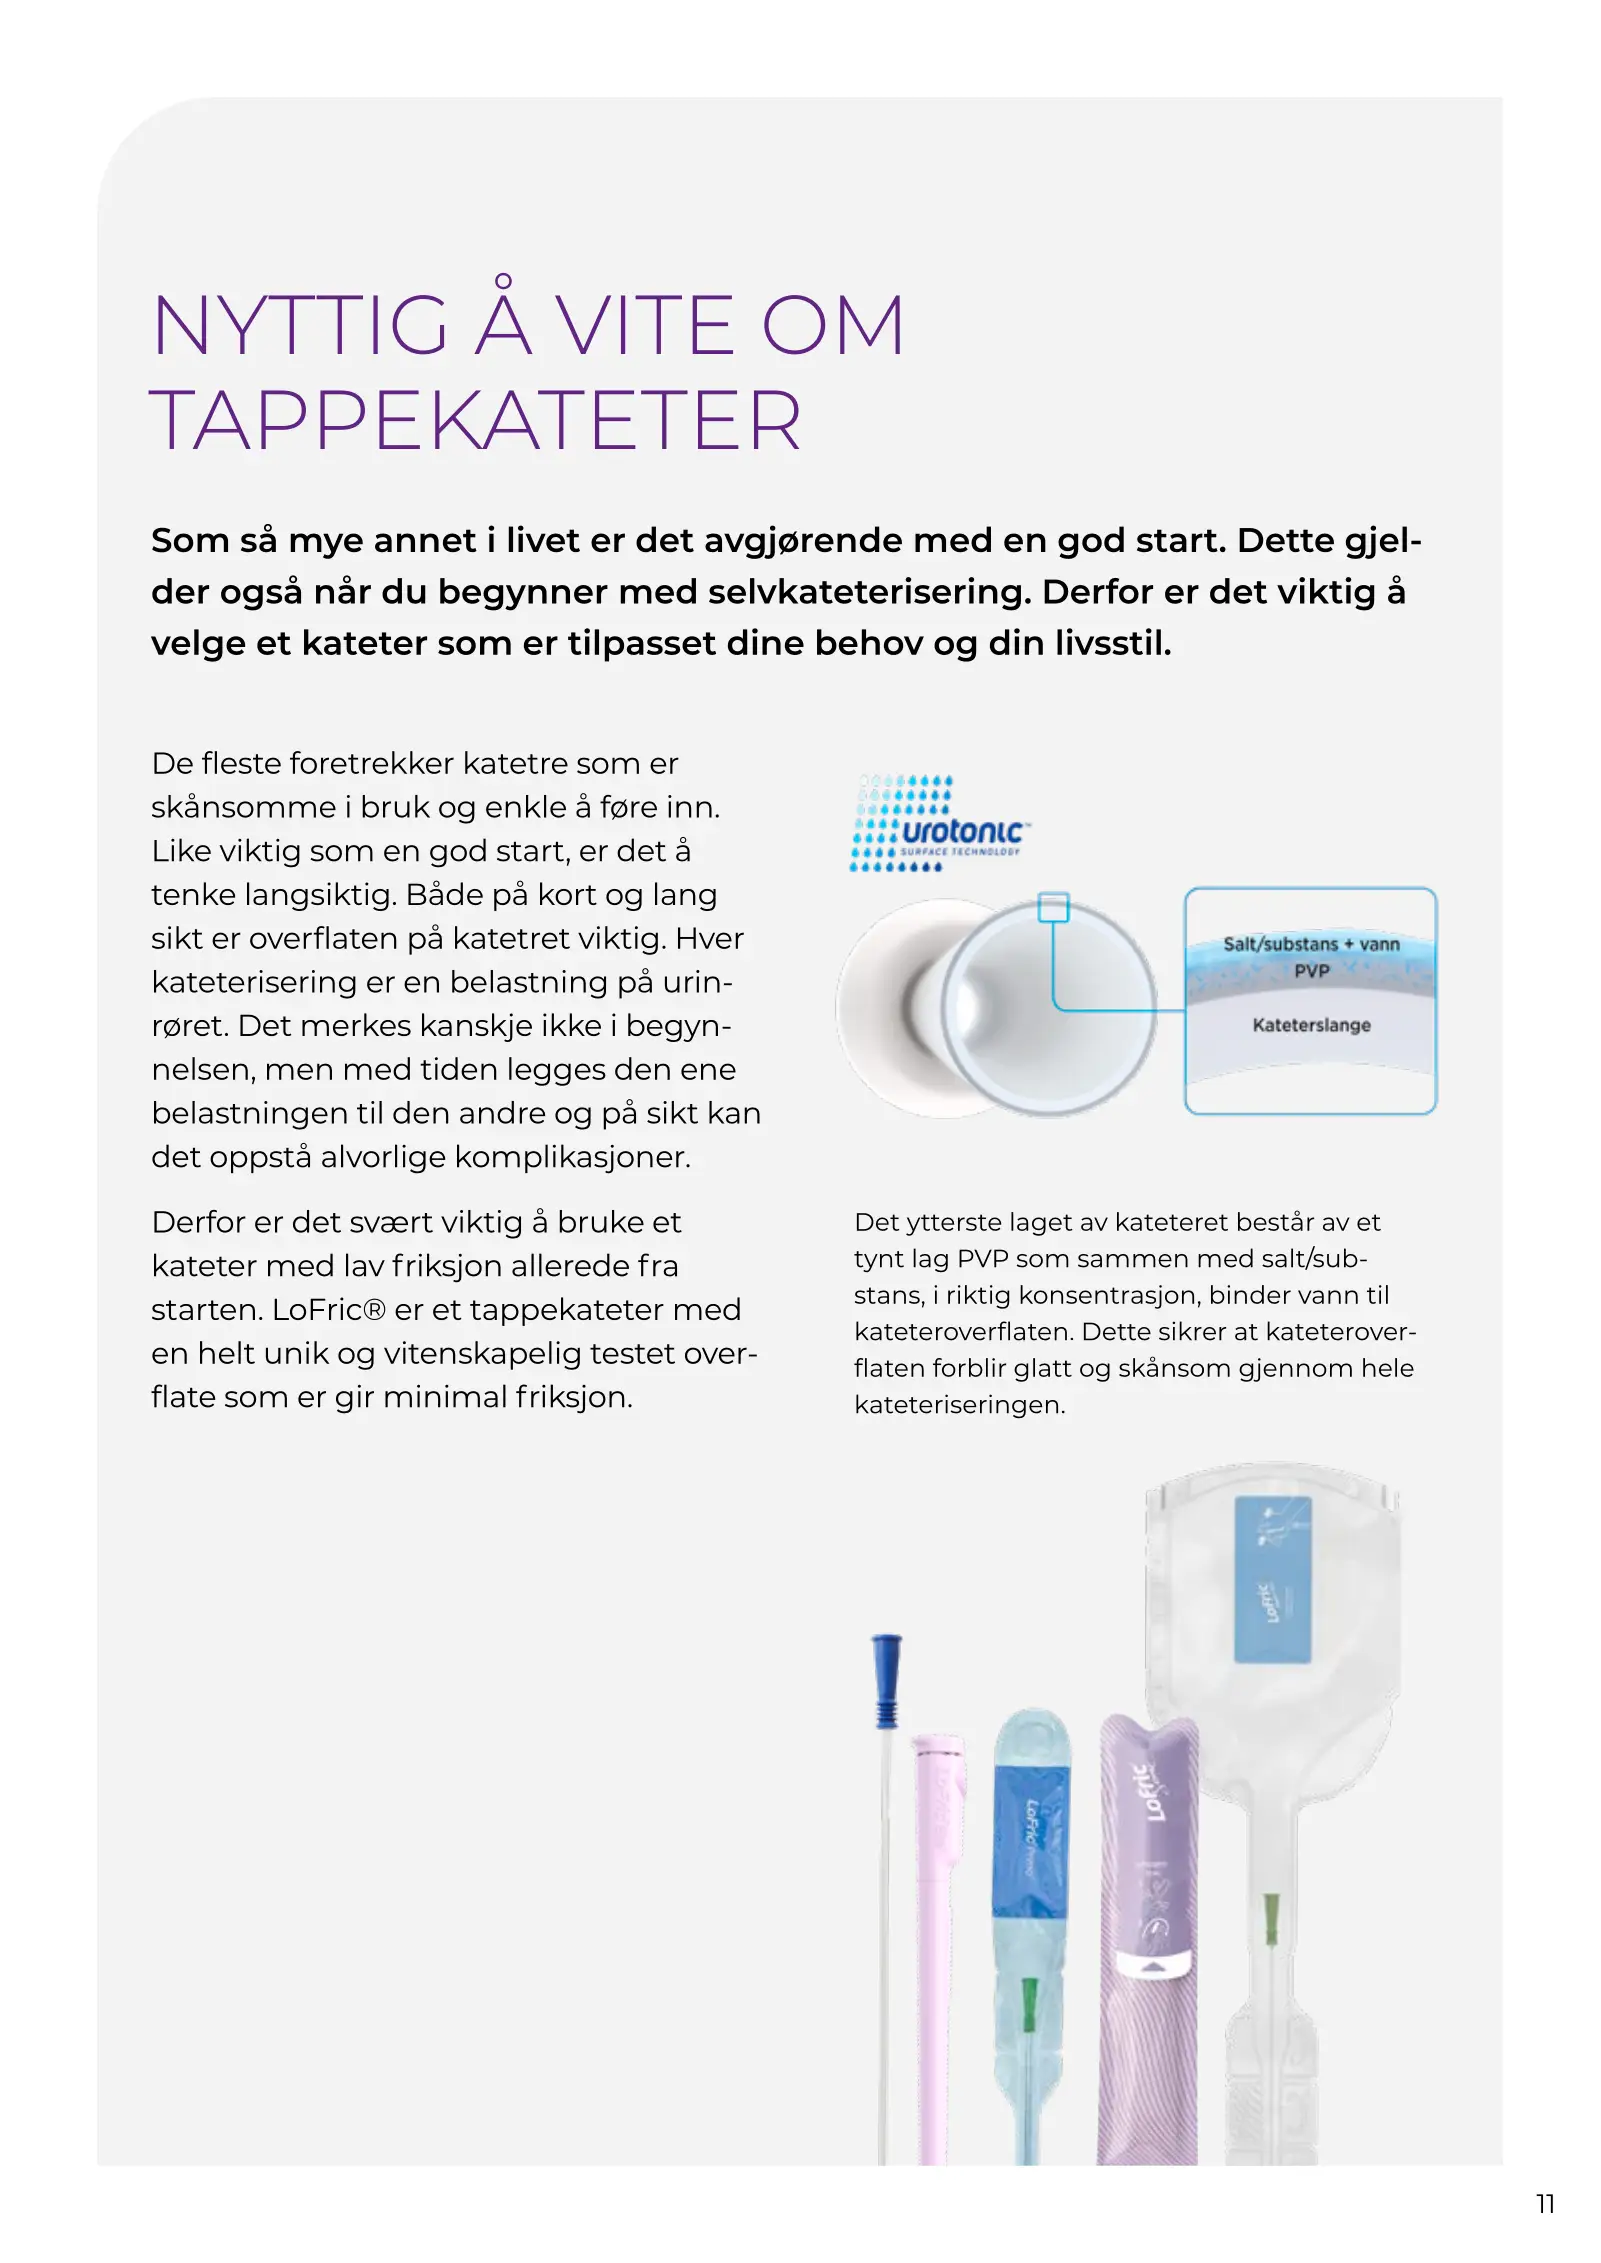 NYTTIG Å VITE OM
TAPPEKATETER
Som så mye annet i livet er det avgjørende med en god start. Dette gjel-
der også når du begynner med selvkateterisering. Derfor er det viktig å
velge et kateter som er tilpasset dine behov og din livsstil.
De fleste foretrekker katetre som er
skånsomme i bruk og enkle å føre inn.
Like viktig som en god start, er det å
tenke langsiktig. Både på kort og lang
sikt er overflaten på katetret viktig. Hver
kateterisering er en belastning på urin-
røret. Det merkes kanskje ikke i begyn-
nelsen, men med tiden legges den ene
belastningen til den andre og på sikt kan
det oppstå alvorlige komplikasjoner.
Derfor er det svært viktig å bruke et
kateter med lav friksjon allerede fra
starten. LoFric® er et tappekateter med
en helt unik og vitenskapelig testet over-
flate som er gir minimal friksjon.
urotonic™
SURFACE TECHNOLOGY
Salt/substans + vann
PVP
Kateterslange
Det ytterste laget av kateteret består av et
tynt lag PVP som sammen med salt/sub-
stans, i riktig konsentrasjon, binder vann til
kateteroverflaten. Dette sikrer at kateterover-
flaten forblir glatt og skånsom gjennom hele
kateteriseringen.
LoFric
LoFric Primo
LoFric
11